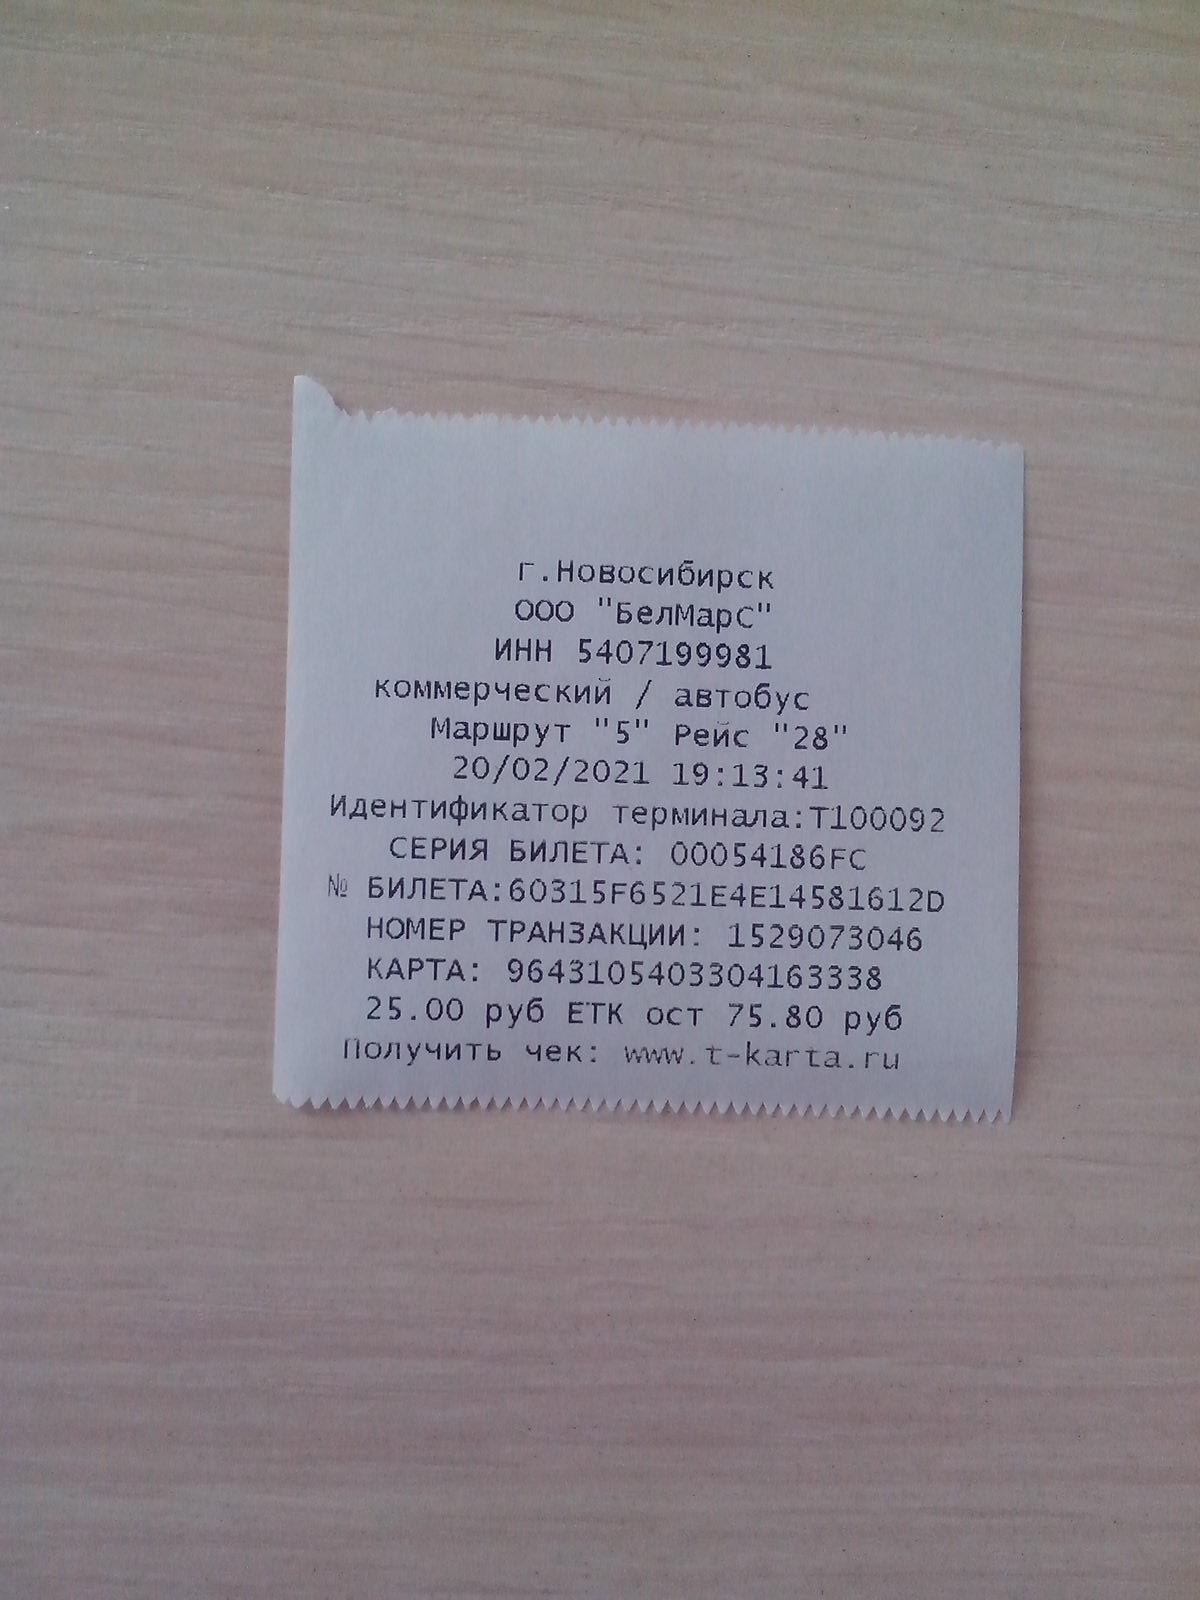 г.Новосибирск
ООО "БелМарС"
ИНН 5407199981
коммерческий / автобус
Маршрут "5" Рейс "28"
20/02/2021 19:13:41
Идентификатор терминала:T100092
СЕРИЯ БИЛЕТА: 00054186FC
№ БИЛЕТА:60315F6521E4E14581612D
НОМЕР ТРАНЗАКЦИИ: 1529073046
КАРТА: 9643105403304163338
25.00 руб ЕТК ост 75.80 руб
Получить чек: www.t-karta.ru